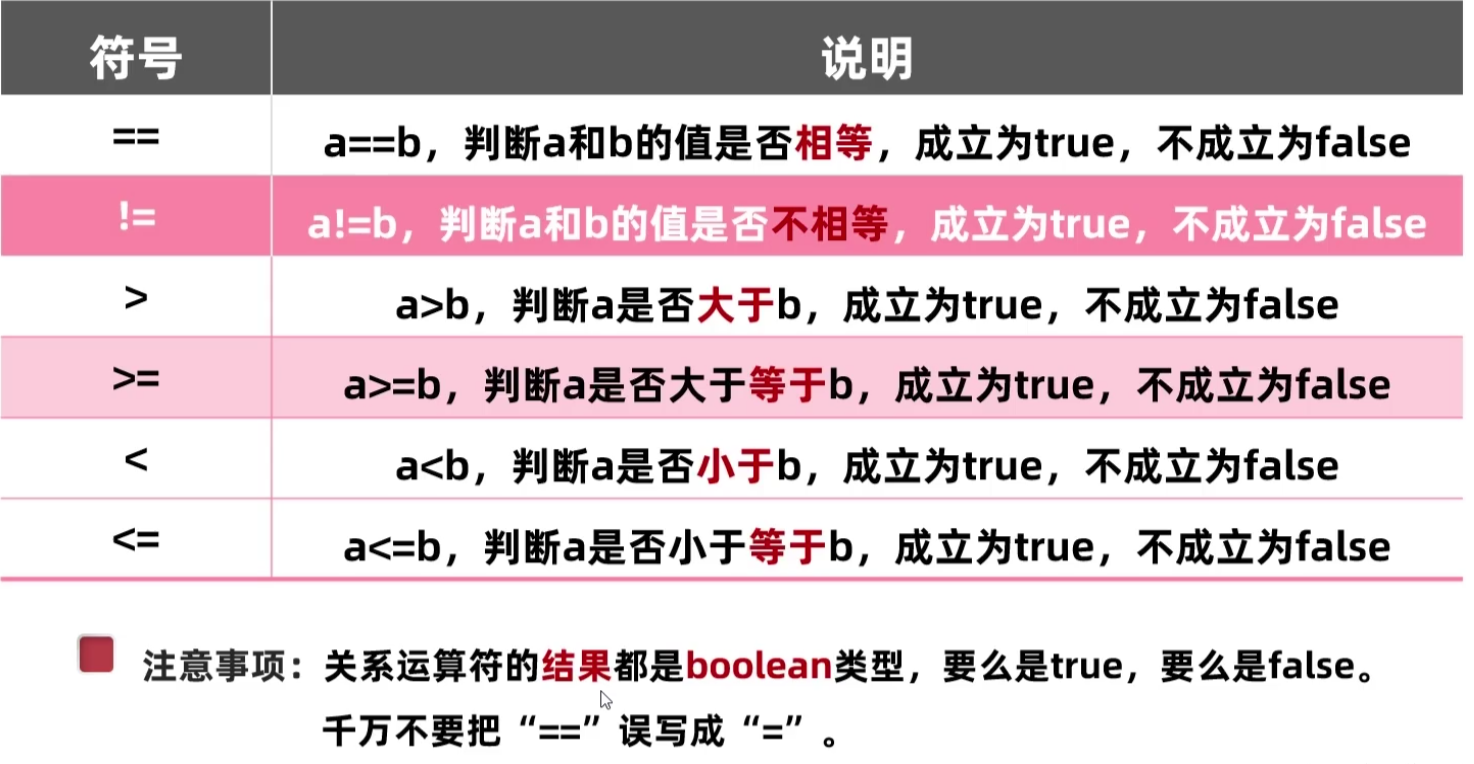 符号 说明
== a==b，判断a和b的值是否相等，成立为true，不成立为false
!= a!=b，判断a和b的值是否不相等，成立为true，不成立为false
> a>b，判断a是否大于b，成立为true，不成立为false
>= a>=b，判断a是否大于等于b，成立为true，不成立为false
< a<b，判断a是否小于b，成立为true，不成立为false
<= a<=b，判断a是否小于等于b，成立为true，不成立为false
注意事项：关系运算符的结果都是boolean类型，要么是true，要么是false。
千万不要把“==”误写成“=”。